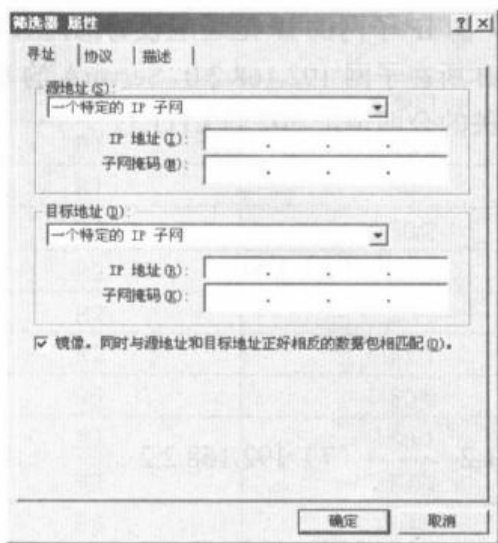 筛选器 属性
寻址 协议 描述
源地址(S):
一个特定的 IP 子网
IP 地址(I):
子网掩码(M):
目标地址(D):
一个特定的 IP 子网
IP 地址(R):
子网掩码(K):
镜像。同时与源地址和目标地址正好相反的数据包相匹配(O)。
确定 取消